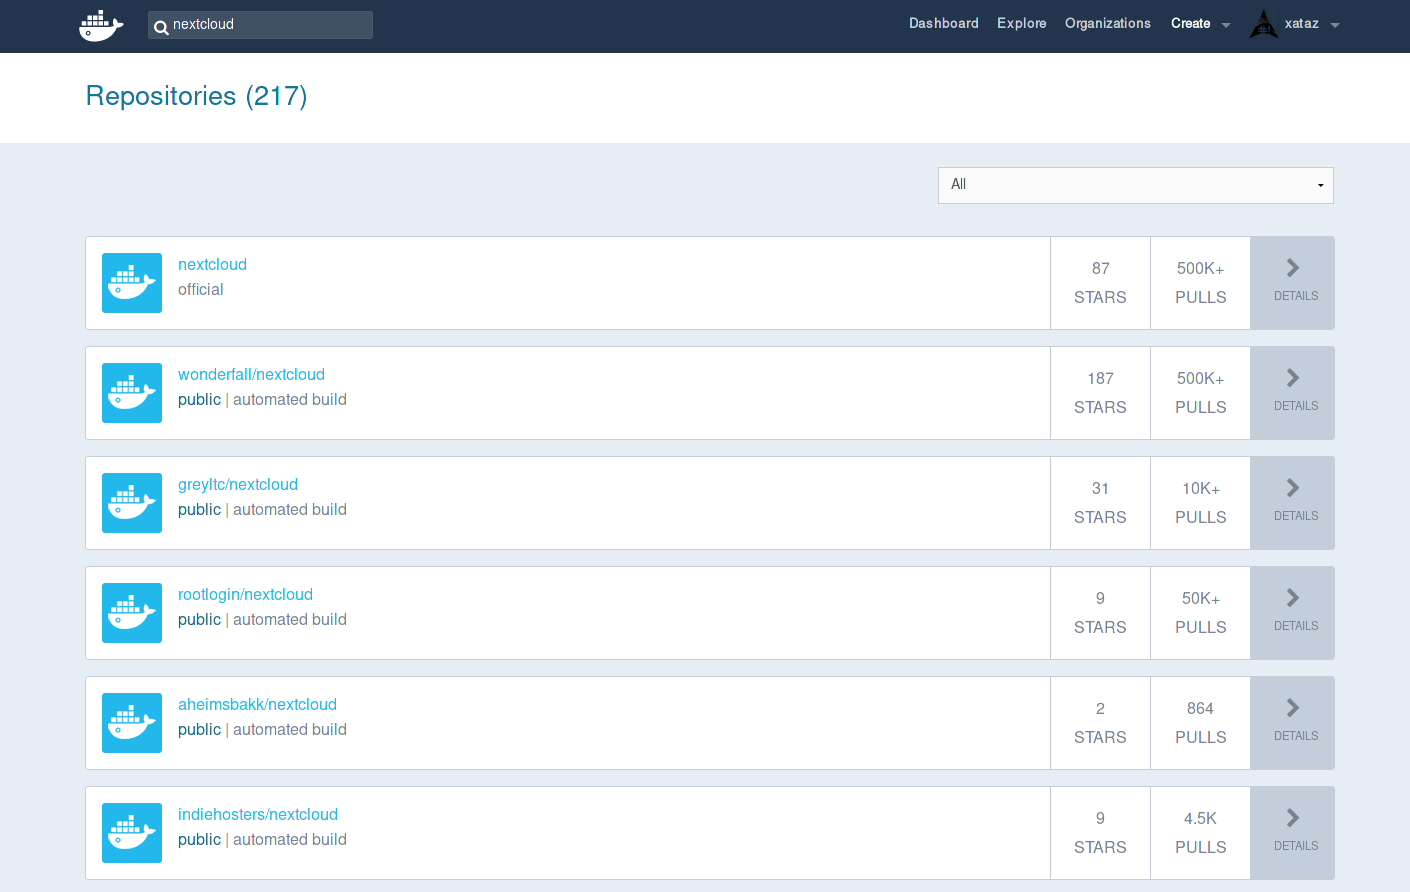 nextcloud
Dashboard Explore Organizations Create xataz
Repositories (217)
All
nextcloud
official
87
STARS
500K+
PULLS
DETAILS
wonderfall/nextcloud
public | automated build
187
STARS
500K+
PULLS
DETAILS
greyltc/nextcloud
public | automated build
31
STARS
10K+
PULLS
DETAILS
rootlogin/nextcloud
public | automated build
9
STARS
50K+
PULLS
DETAILS
aheimsbakk/nextcloud
public | automated build
2
STARS
864
PULLS
DETAILS
indiehosters/nextcloud
public | automated build
9
STARS
4.5K
PULLS
DETAILS